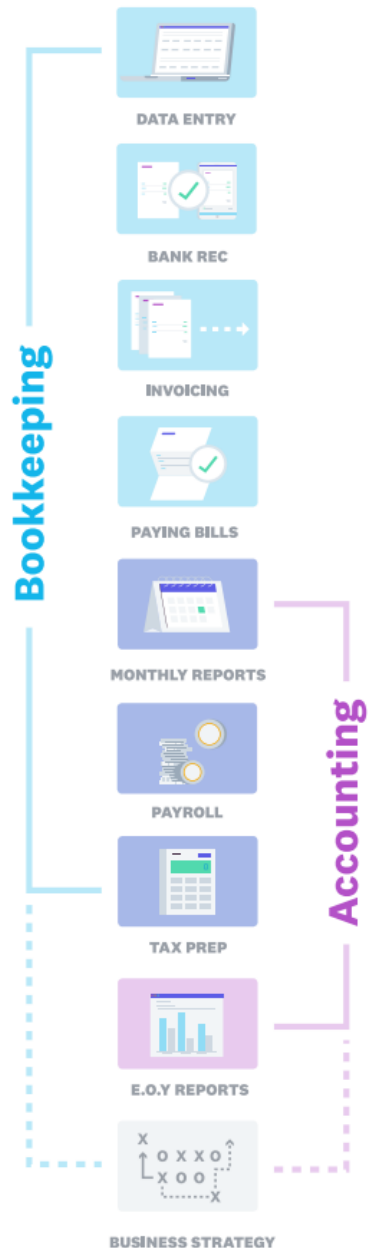 DATA ENTRY
BANK REC
INVOICING
Bookkeeping
PAYING BILLS
MONTHLY REPORTS
Accounting
PAYROLL
TAX PREP
E.O.Y REPORTS
X
O X X O
X O O
X
BUSINESS STRATEGY